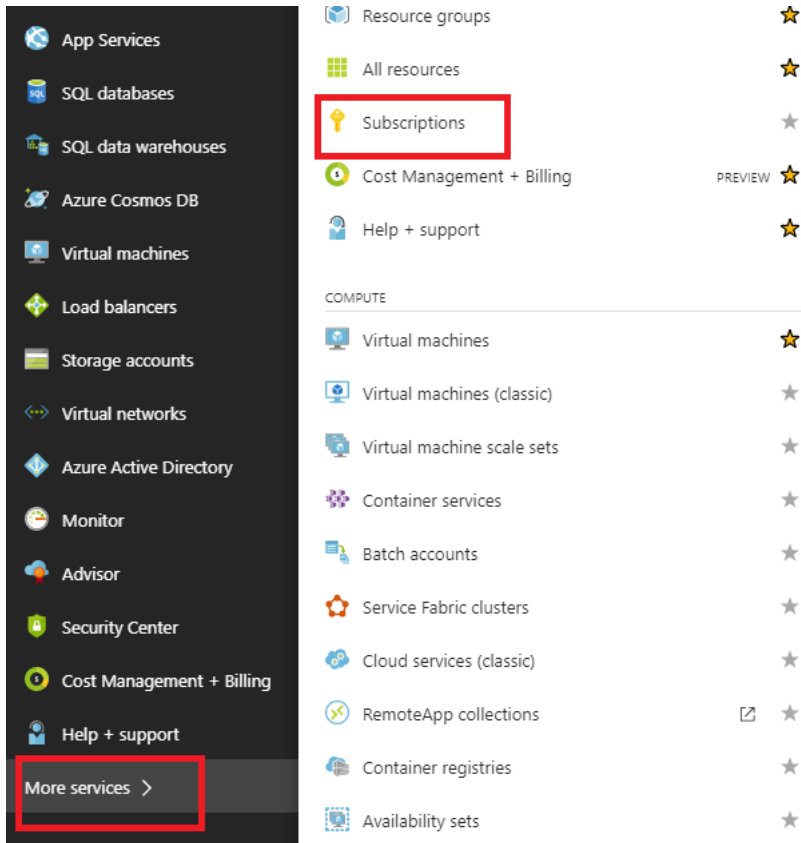 App Services
SQL databases
SQL data warehouses
Azure Cosmos DB
Virtual machines
Load balancers
Storage accounts
Virtual networks
Azure Active Directory
Monitor
Advisor
Security Center
Cost Management + Billing
Help + support
More services
Resource groups
All resources
Subscriptions
Cost Management + Billing PREVIEW
Help + support
COMPUTE
Virtual machines
Virtual machines (classic)
Virtual machine scale sets
Container services
Batch accounts
Service Fabric clusters
Cloud services (classic)
RemoteApp collections
Container registries
Availability sets